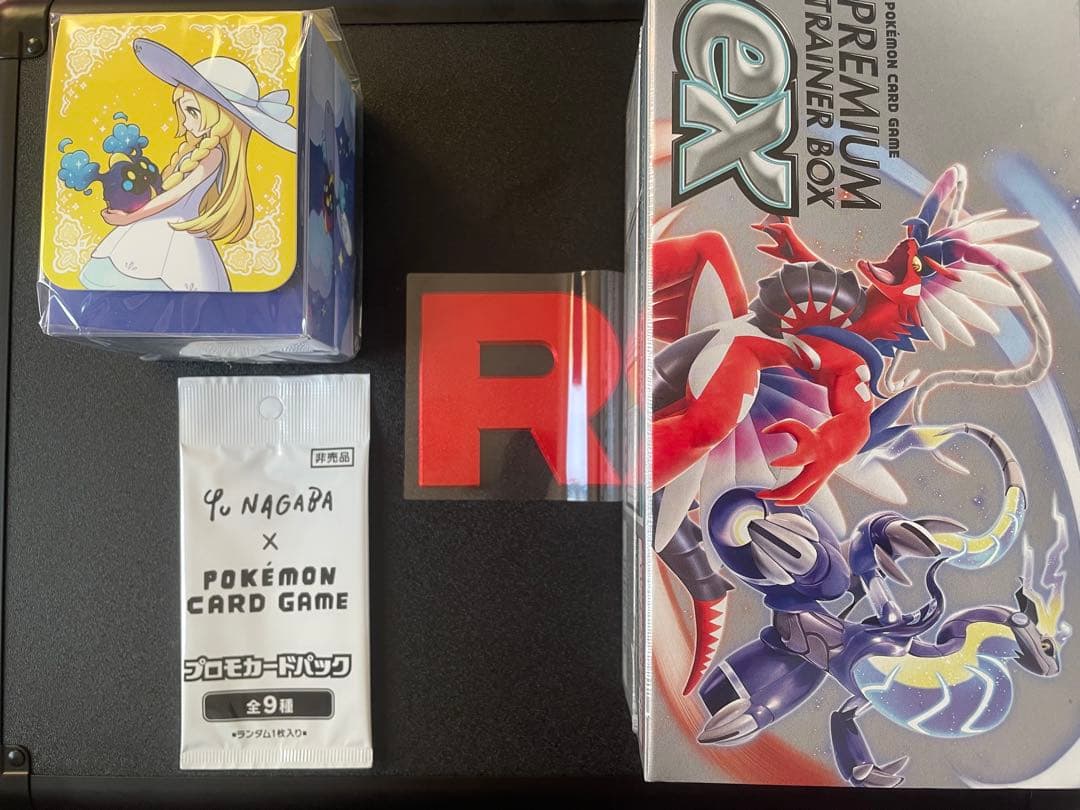 POKÉMON CARD GAME
PREMIUM
TRAINER BOX
ex
R
非売品
Yu NAGABA
×
POKÉMON
CARD GAME
プロモカードパック
全9種
■ランダム1枚入り■